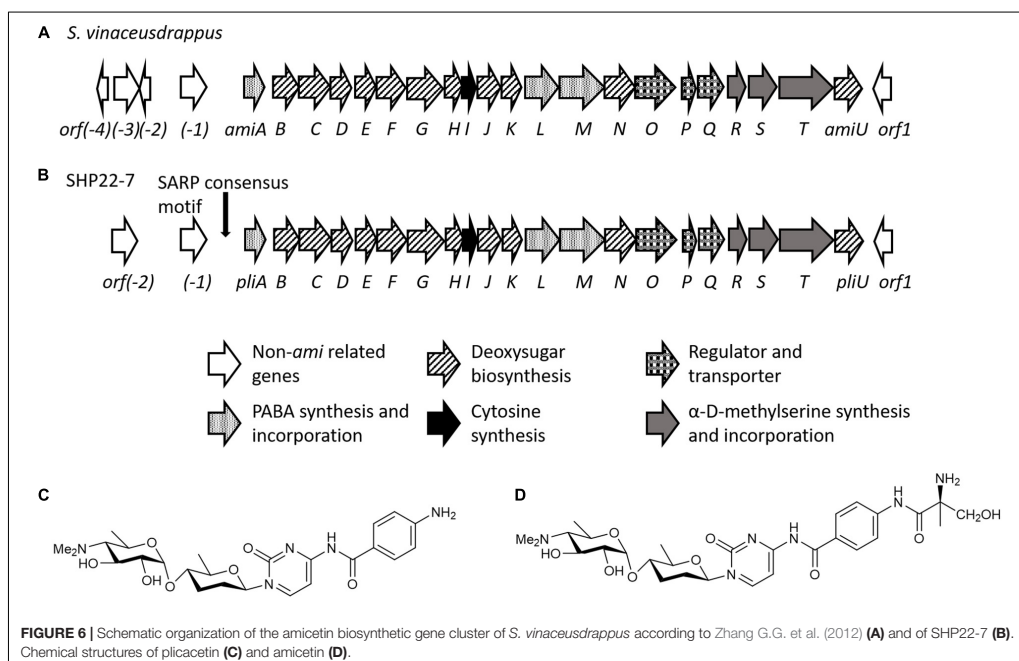 A S. vinaceusdrappus
orf(-4)(-3)(-2) (-1) amiA B C D E F G H I J K L M N O P Q R S T amiU orf1
B SHP22-7 SARP consensus
motif
orf(-2) (-1) pliA B C D E F G H I J K L M N O P Q R S T pliU orf1
Non-ami related
genes
Deoxysugar
biosynthesis
Regulator and
transporter
PABA synthesis and
incorporation
Cytosine
synthesis
α-D-methylserine synthesis
and incorporation
C
O
Me2N
HO
OH
O
O
N
O
N
H
N
O
NH2
D
O
Me2N
HO
OH
O
O
N
O
N
H
N
O
H
N
O
NH2
CH2OH
FIGURE 6 | Schematic organization of the amicetin biosynthetic gene cluster of S. vinaceusdrappus according to Zhang G.G. et al. (2012) (A) and of SHP22-7 (B).
Chemical structures of plicacetin (C) and amicetin (D).